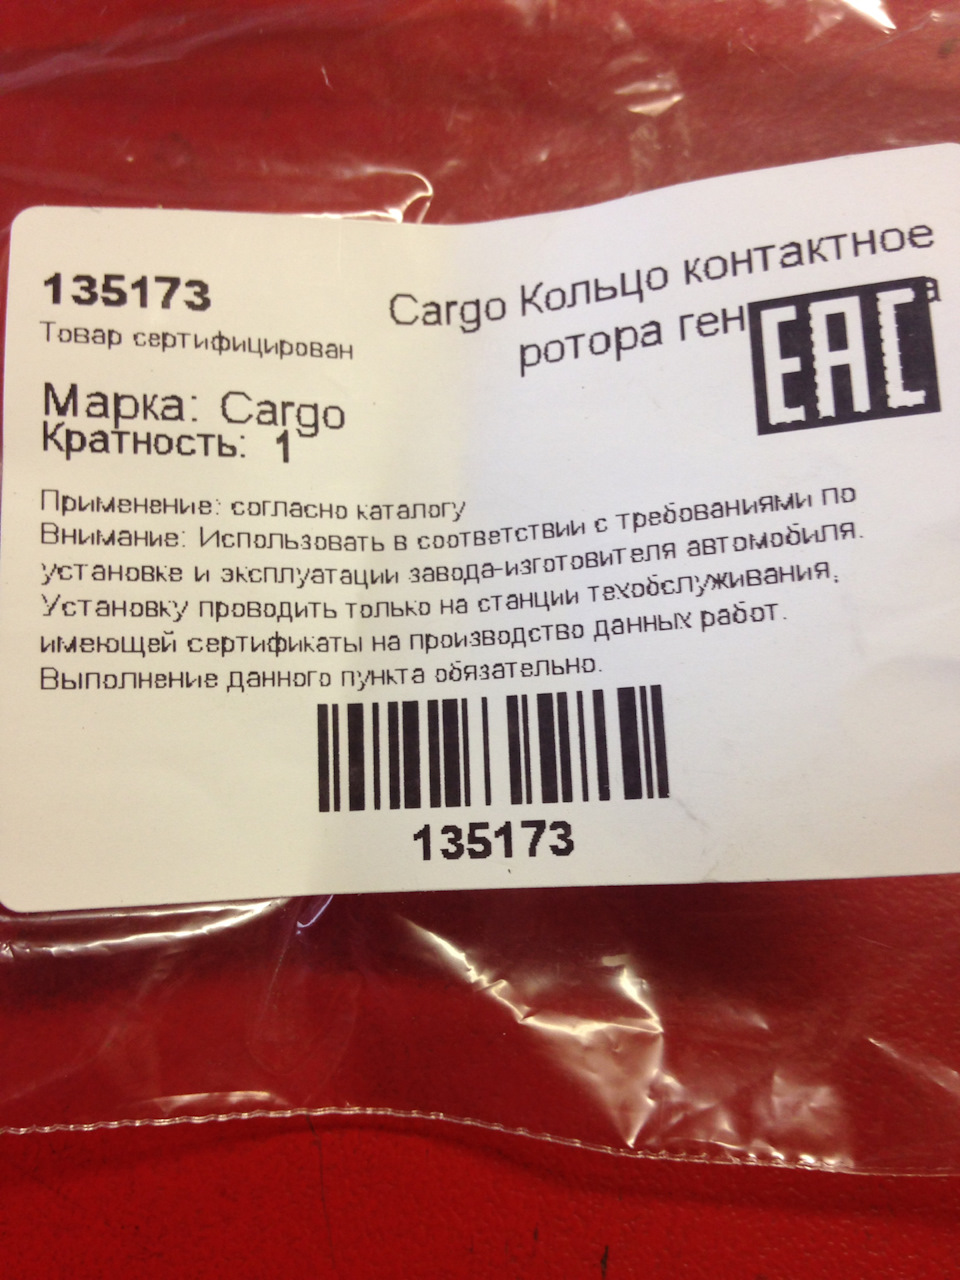 135173
Товар сертифицирован
Cargo Кольцо контактное
ротора ген
EAC
Марка: Cargo
Кратность: 1
Применение: согласно каталогу
Внимание: Использовать в соответствии с требованиями по
установке и эксплуатации завода-изготовителя автомобиля.
Установку проводить только на станции техобслуживания,
имеющей сертификаты на производство данных работ.
Выполнение данного пункта обязательно.
135173